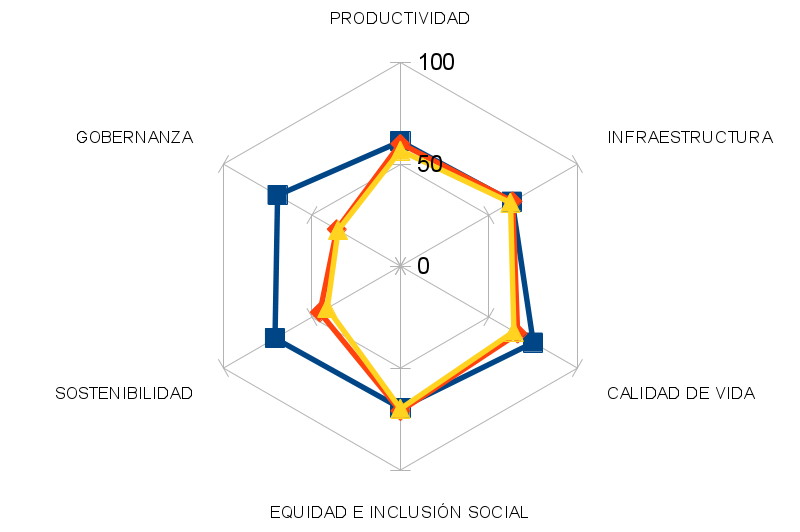 PRODUCTIVIDAD
100
GOBERNANZA
INFRAESTRUCTURA
50
0
SOSTENIBILIDAD
CALIDAD DE VIDA
EQUIDAD E INCLUSIÓN SOCIAL